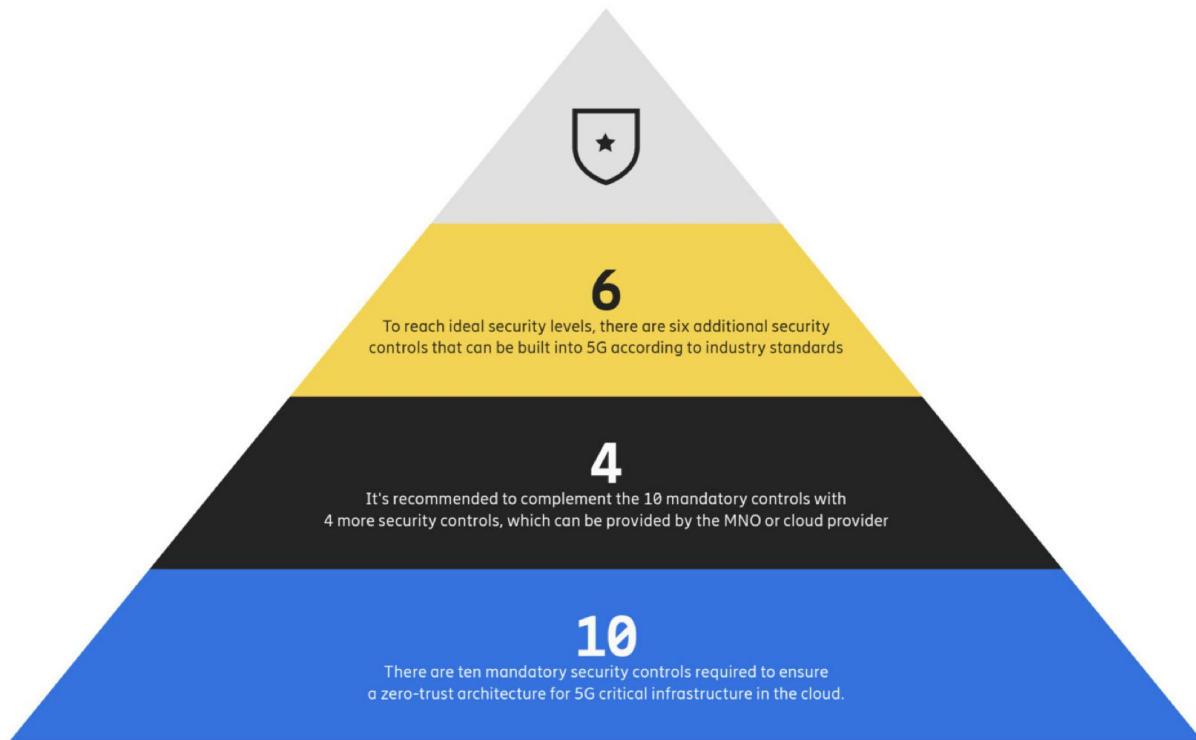 6
To reach ideal security levels, there are six additional security
controls that can be built into 5G according to industry standards
4
It's recommended to complement the 10 mandatory controls with
4 more security controls, which can be provided by the MNO or cloud provider
10
There are ten mandatory security controls required to ensure
a zero-trust architecture for 5G critical infrastructure in the cloud.